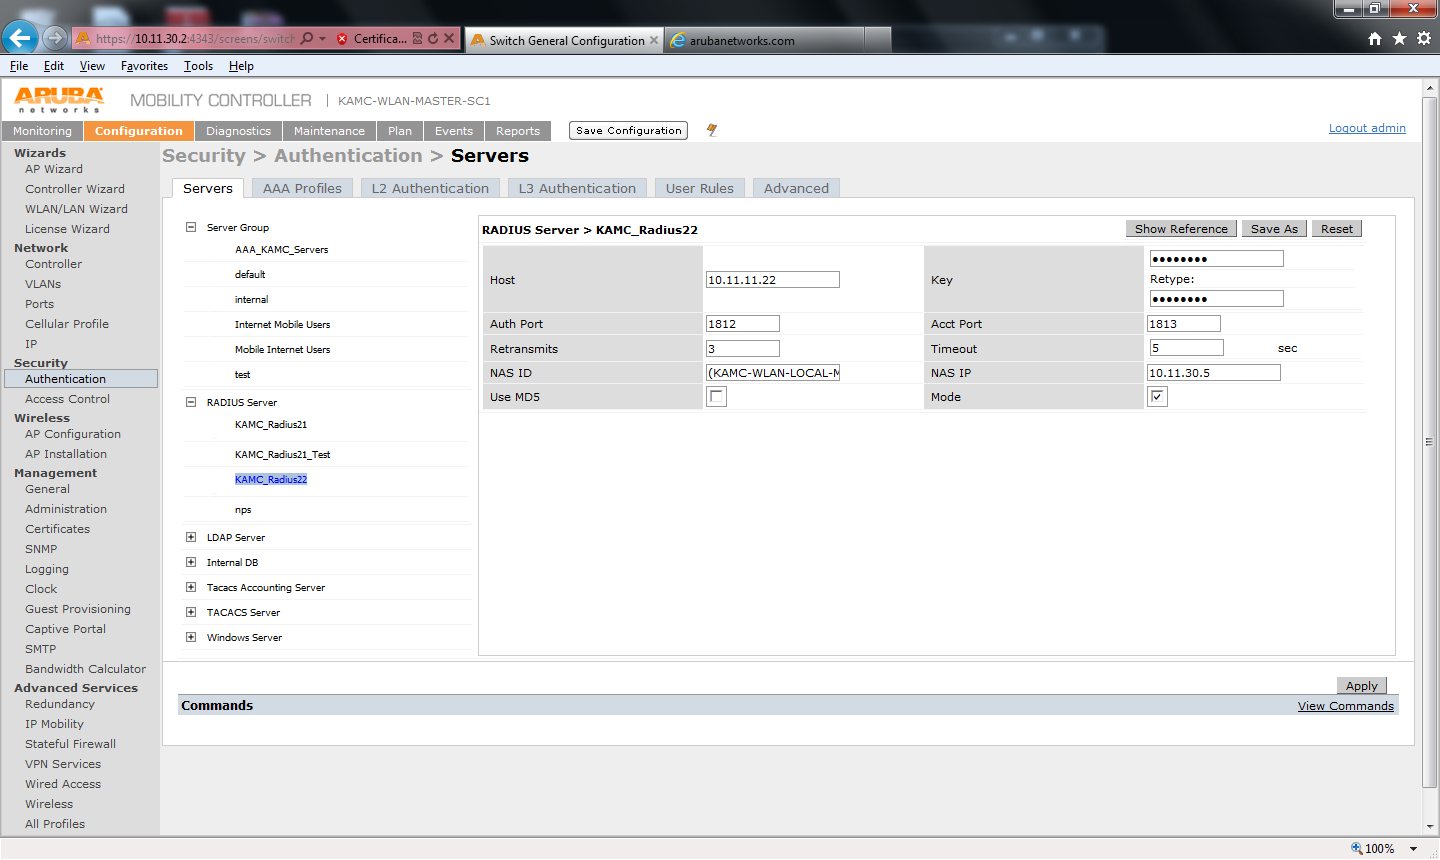 https://10.11.30.2:4343/screens/switch
Certifica...
Switch General Configuration
arubanetworks.com
File Edit View Favorites Tools Help
ARUBA networks
MOBILITY CONTROLLER | KAMC-WLAN-MASTER-SC1
Monitoring Configuration Diagnostics Maintenance Plan Events Reports Save Configuration Logout admin
Wizards
AP Wizard
Controller Wizard
WLAN/LAN Wizard
License Wizard
Network
Controller
VLANs
Ports
Cellular Profile
IP
Security
Authentication
Access Control
Wireless
AP Configuration
AP Installation
Management
General
Administration
Certificates
SNMP
Logging
Clock
Guest Provisioning
Captive Portal
SMTP
Bandwidth Calculator
Advanced Services
Redundancy
IP Mobility
Stateful Firewall
VPN Services
Wired Access
Wireless
All Profiles
Security > Authentication > Servers
Servers AAA Profiles L2 Authentication L3 Authentication User Rules Advanced
Server Group
AAA_KAMC_Servers
default
internal
Internet Mobile Users
Mobile Internet Users
test
RADIUS Server
KAMC_Radius21
KAMC_Radius21_Test
KAMC_Radius22
nps
LDAP Server
Internal DB
Tacacs Accounting Server
TACACS Server
Windows Server
RADIUS Server > KAMC_Radius22 Show Reference Save As Reset
Host 10.11.11.22 Key ••••••••
Retype:
••••••••
Auth Port 1812 Acct Port 1813
Retransmits 3 Timeout 5 sec
NAS ID (KAMC-WLAN-LOCAL-M NAS IP 10.11.30.5
Use MD5 Mode
Apply
Commands View Commands
100%